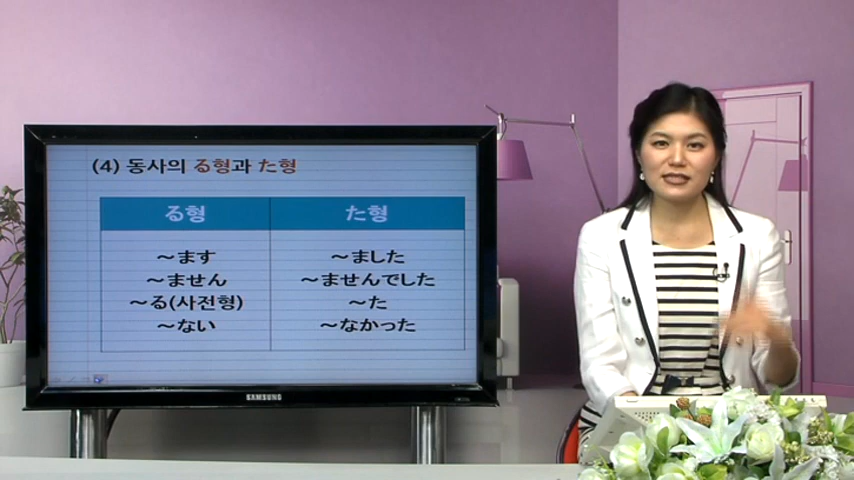 (4) 동사의 る형과 た형
る형 た형
～ます ～ました
～ません ～ませんでした
～る(사전형) ～た
～ない ～なかった
SAMSUNG